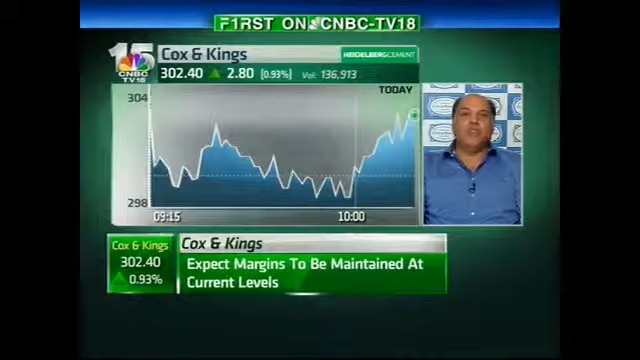 F1RST ON CNBC-TV18
15
CNBC
TV18
Cox & Kings
HEIDELBERGCEMENT
302.40 2.80 [0.93%] Vol: 136,913
TODAY
304
298
09:15 10:00
Cox & Kings
302.40
0.93%
Cox & Kings
Expect Margins To Be Maintained At
Current Levels